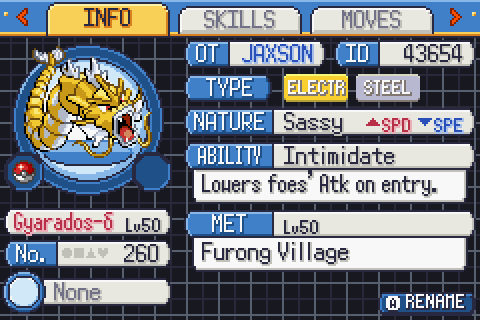 INFO SKILLS MOVES
OT JAXSON ID 43654
TYPE ELECTR STEEL
NATURE Sassy ▲SPD ▼SPE
ABILITY Intimidate
Lowers foes' Atk on entry.
Gyarados-δ Lv50
MET Lv50
No. ●■▲♥ 260
Furong Village
None
RENAME